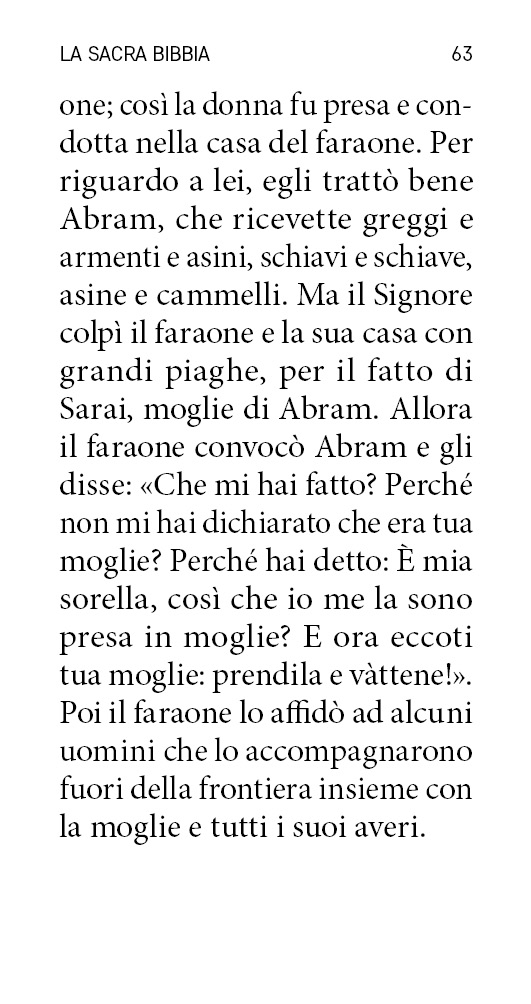 LA SACRA BIBBIA 63
one; così la donna fu presa e con-
dotta nella casa del faraone. Per
riguardo a lei, egli trattò bene
Abram, che ricevette greggi e
armenti e asini, schiavi e schiave,
asine e cammelli. Ma il Signore
colpì il faraone e la sua casa con
grandi piaghe, per il fatto di
Sarai, moglie di Abram. Allora
il faraone convocò Abram e gli
disse: «Che mi hai fatto? Perché
non mi hai dichiarato che era tua
moglie? Perché hai detto: È mia
sorella, così che io me la sono
presa in moglie? E ora eccoti
tua moglie: prendila e vàttene!».
Poi il faraone lo affidò ad alcuni
uomini che lo accompagnarono
fuori della frontiera insieme con
la moglie e tutti i suoi averi.